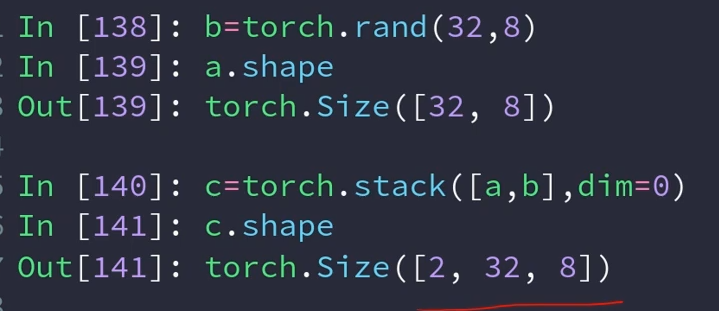 In [138]: b=torch.rand(32,8)
In [139]: a.shape
Out[139]: torch.Size([32, 8])
In [140]: c=torch.stack([a,b],dim=0)
In [141]: c.shape
Out[141]: torch.Size([2, 32, 8])